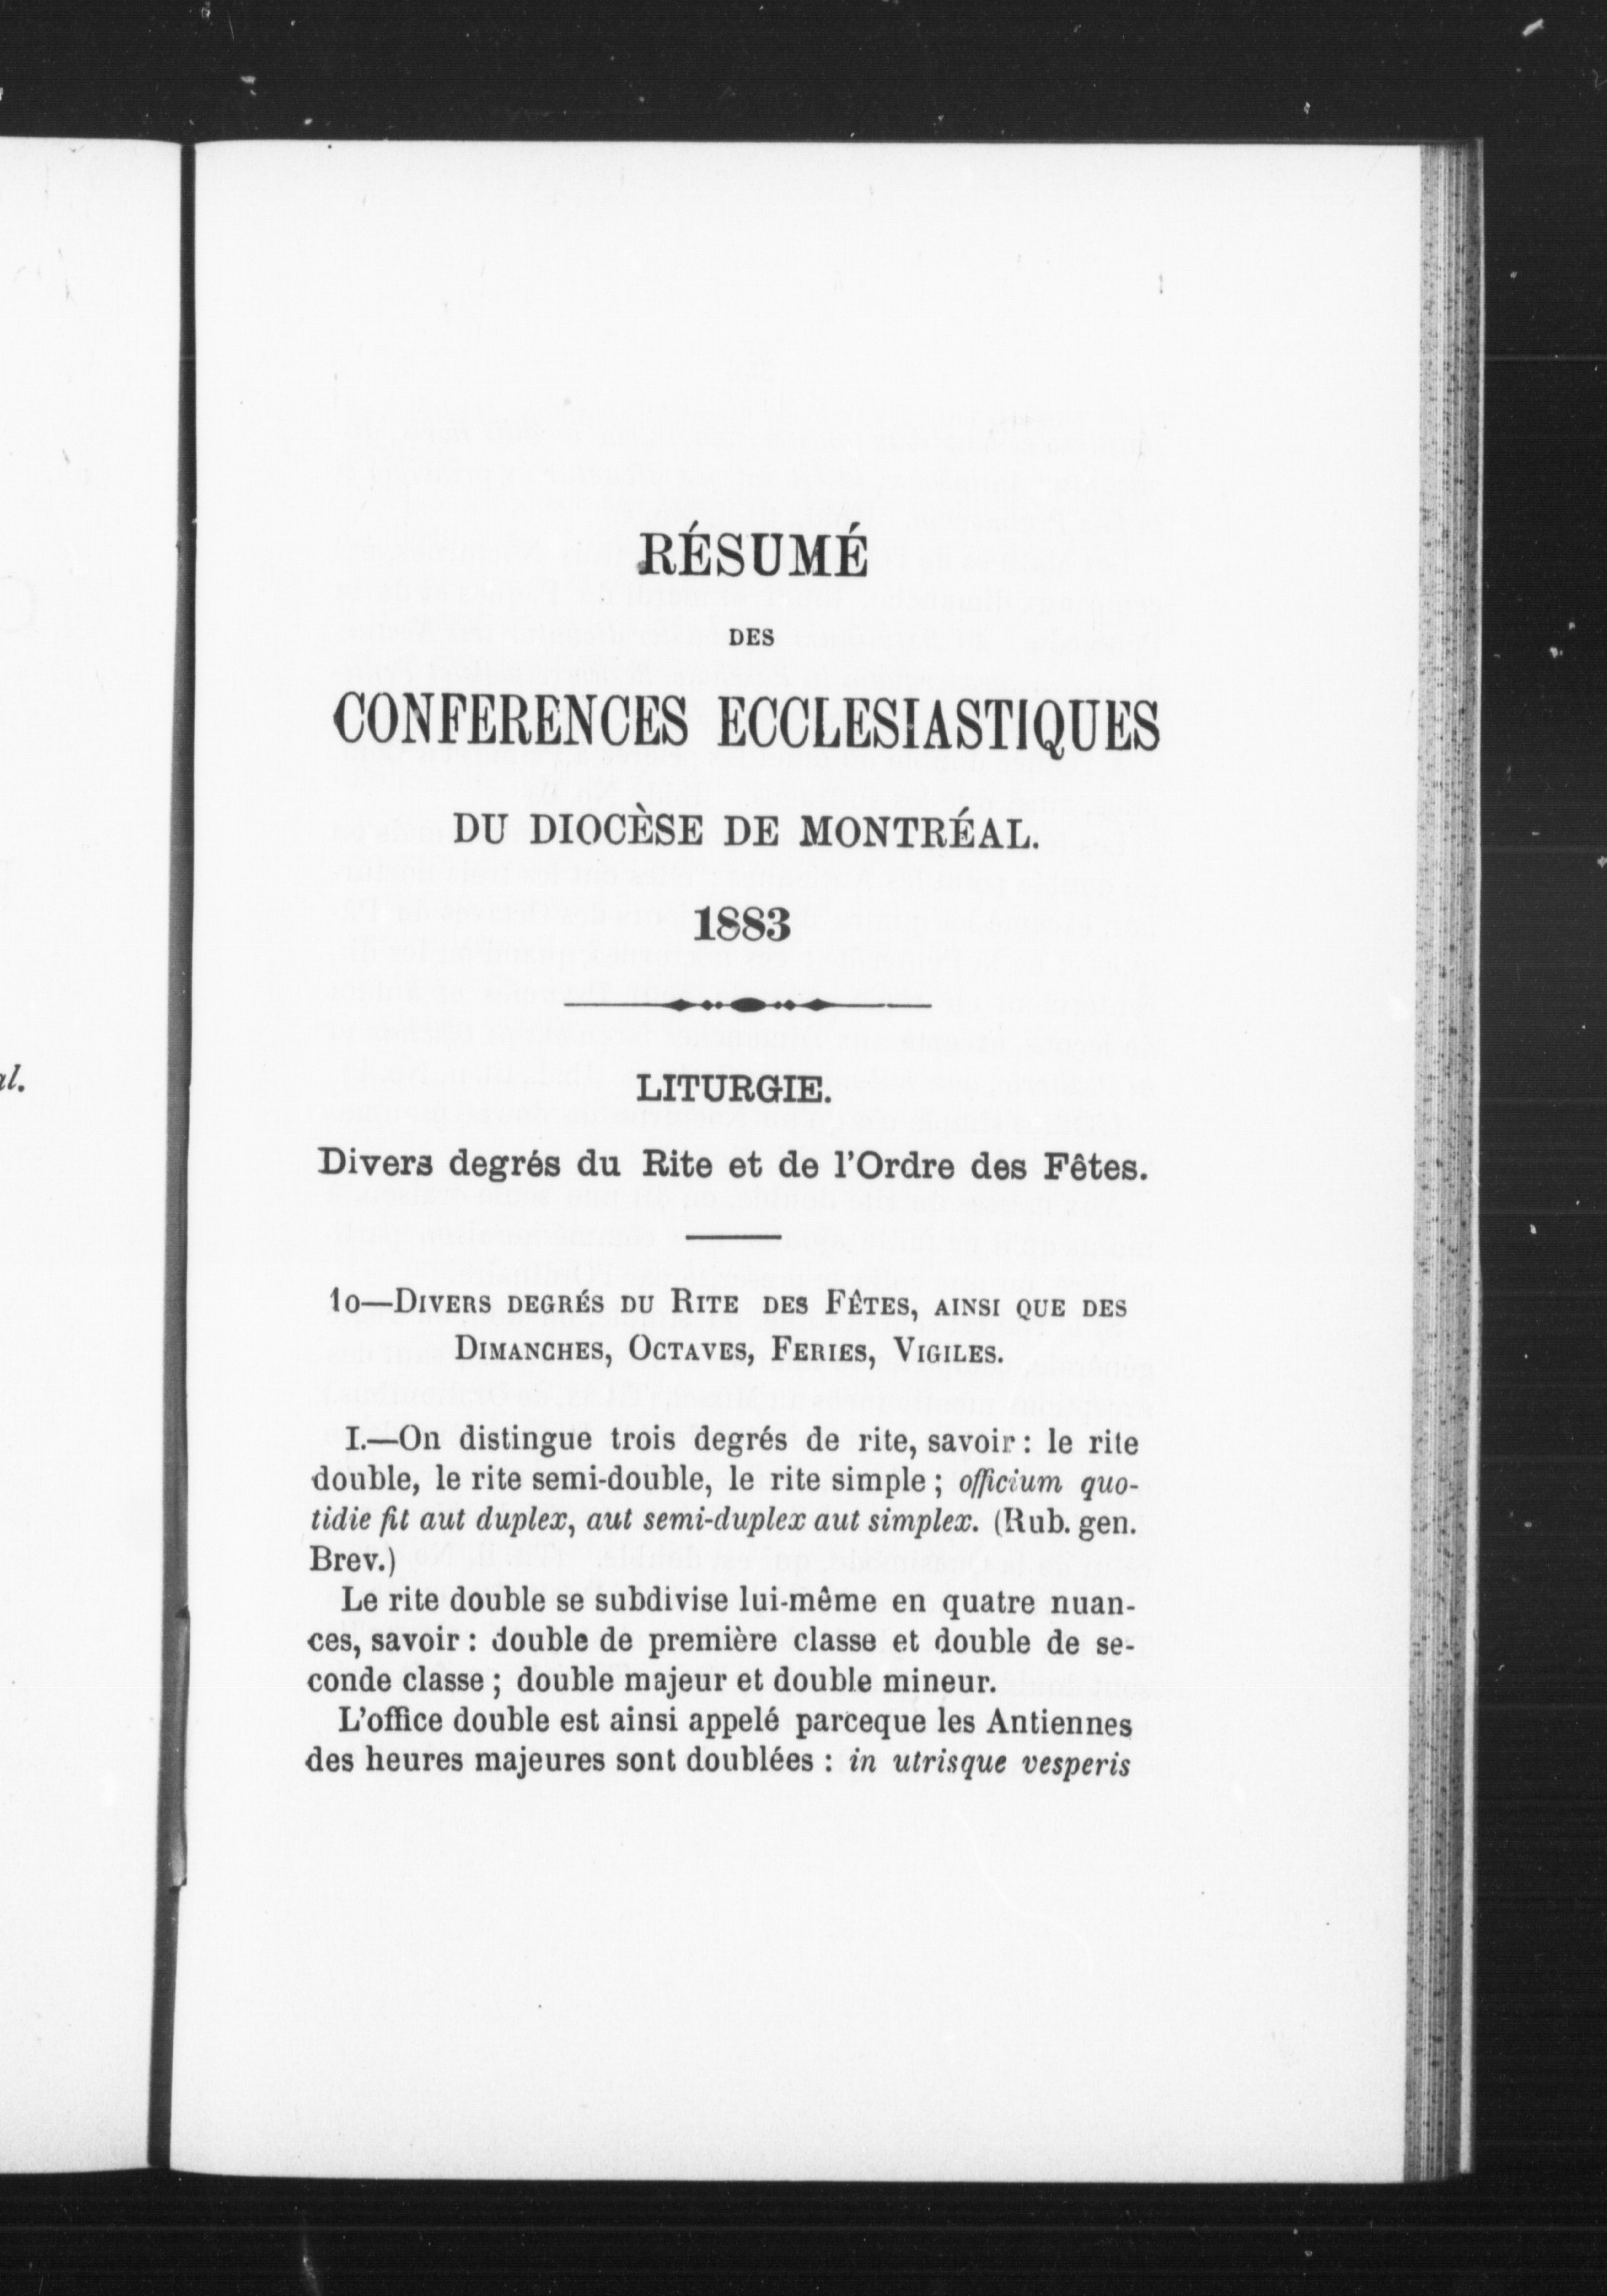 al.
RÉSUMÉ
DES
CONFERENCES ECCLESIASTIQUES
DU DIOCÈSE DE MONTRÉAL.
1883
LITURGIE.
Divers degrés du Rite et de l'Ordre des Fêtes.
1o—DIVERS DEGRÉS DU RITE DES FÊTES, AINSI QUE DES
DIMANCHES, OCTAVES, FERIES, VIGILES.
I.—On distingue trois degrés de rite, savoir : le rite
double, le rite semi-double, le rite simple ; officium quo-
tidie fit aut duplex, aut semi-duplex aut simplex. (Rub. gen.
Brev.)
Le rite double se subdivise lui-même en quatre nuan-
ces, savoir : double de première classe et double de se-
conde classe ; double majeur et double mineur.
L'office double est ainsi appelé parceque les Antiennes
des heures majeures sont doublées : in utrisque vesperis